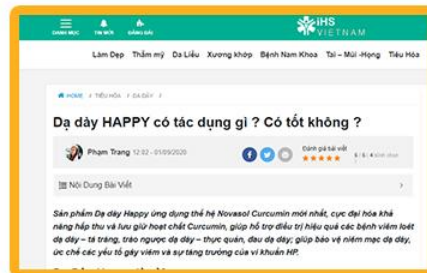 DANH MỤC TIN MỚI ĐĂNG BÀI
iHS
VIETNAM
Làm Đẹp Thẩm mỹ Da Liễu Xương khớp Bệnh Nam Khoa Tai – Mũi -Họng Tiêu Hóa
HOME / TIÊU HÓA / DẠ DÀY /
Dạ dày HAPPY có tác dụng gì ? Có tốt không ?
Phạm Trang 12:02 - 01/09/2020
Đánh giá bài viết
5 / 5 ( 4 bình chọn
)
Nội Dung Bài Viết
Sản phẩm Dạ dày Happy ứng dụng thế hệ Novasol Curcumin mới nhất, cực đại hóa khả
năng hấp thu và lưu giữ hoạt chất Curcumin, giúp hỗ trợ điều trị hiệu quả các bệnh viêm loét
dạ dày – tá tràng, trào ngược dạ dày – thực quản, đau dạ dày; giúp bảo vệ niêm mạc dạ dày,
ức chế các yếu tố gây viêm và sự tăng trưởng của vi khuẩn HP.